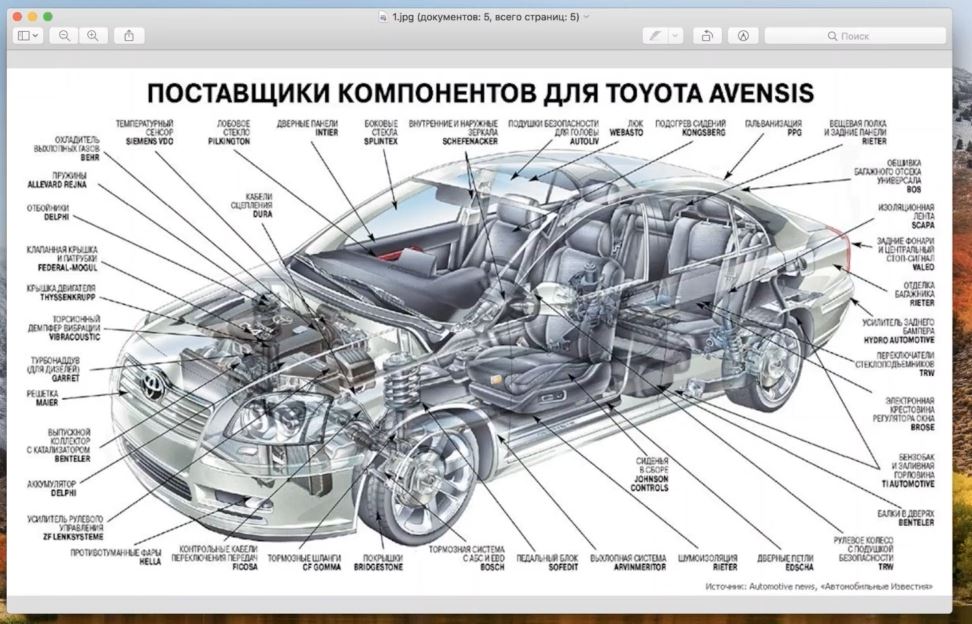 1.jpg (документов: 5, всего страниц: 5)
Поиск
ПОСТАВЩИКИ КОМПОНЕНТОВ ДЛЯ TOYOTA AVENSIS
ТЕМПЕРАТУРНЫЙ
СЕНСОР
SIEMENS VDO
ЛОБОВОЕ
СТЕКЛО
PILKINGTON
ДВЕРНЫЕ ПАНЕЛИ
INTIER
БОКОВЫЕ
СТЕКЛА
SPLINTEX
ВНУТРЕННИЕ И НАРУЖНЫЕ
ЗЕРКАЛА
SCHEFENACKER
ПОДУШКИ БЕЗОПАСНОСТИ
ДЛЯ ГОЛОВЫ
AUTOLIV
ЛЮК
WEBASTO
ПОДОГРЕВ СИДЕНИЙ
KONGSBERG
ГАЛЬВАНИЗАЦИЯ
PPG
ВЕЩЕВАЯ ПОЛКА
И ЗАДНИЕ ПАНЕЛИ
RIETER
ОХЛАДИТЕЛЬ
ВЫХЛОПНЫХ ГАЗОВ
BEHR
ПРУЖИНЫ
ALLEVARD REJNA
ОТБОЙНИКИ
DELPHI
КАБЕЛИ
СЦЕПЛЕНИЯ
DURA
КЛАПАННАЯ КРЫШКА
И ПАТРУБКИ
FEDERAL-MOGUL
КРЫШКА ДВИГАТЕЛЯ
THYSSENKRUPP
ТОРСИОННЫЙ
ДЕМПФЕР ВИБРАЦИИ
VIBRACOUSTIC
ТУРБОНАДДУВ
(ДЛЯ ДИЗЕЛЕЙ)
GARRET
РЕШЕТКА
MAIER
ВЫПУСКНОЙ
КОЛЛЕКТОР
С КАТАЛИЗАТОРОМ
BENTELER
АККУМУЛЯТОР
DELPHI
УСИЛИТЕЛЬ РУЛЕВОГО
УПРАВЛЕНИЯ
ZF LENKSYSTEME
ОБШИВКА
БАГАЖНОГО ОТСЕКА
УНИВЕРСАЛА
BOS
ИЗОЛЯЦИОННАЯ
ЛЕНТА
SCAPA
ЗАДНИЕ ФОНАРИ
И ЦЕНТРАЛЬНЫЙ
СТОП-СИГНАЛ
VALEO
ОТДЕЛКА
БАГАЖНИКА
RIETER
УСИЛИТЕЛЬ ЗАДНЕГО
БАМПЕРА
HYDRO AUTOMOTIVE
ПЕРЕКЛЮЧАТЕЛИ
СТЕКЛОПОДЪЕМНИКОВ
TRW
ЭЛЕКТРОННАЯ
КРЕСТОВИНА
РЕГУЛЯТОРА ОКНА
BROSE
БЕНЗОБАК
И ЗАЛИВНАЯ
ГОРЛОВИНА
TI AUTOMOTIVE
БАЛКИ В ДВЕРЯХ
BENTELER
СИДЕНЬЯ
В СБОРЕ
JOHNSON
CONTROLS
ПРОТИВОТУМАННЫЕ ФАРЫ
HELLA
КОНТРОЛЬНЫЕ КАБЕЛИ
ПЕРЕКЛЮЧЕНИЯ ПЕРЕДАЧ
FICOSA
ТОРМОЗНЫЕ ШЛАНГИ
CF GOMMA
ПОКРЫШКИ
BRIDGESTONE
ТОРМОЗНАЯ СИСТЕМА
С АБС И EBD
BOSCH
ПЕДАЛЬНЫЙ БЛОК
SOFEDIT
ВЫХЛОПНАЯ СИСТЕМА
ARVINMERITOR
ШУМОИЗОЛЯЦИЯ
RIETER
ДВЕРНЫЕ ПЕТЛИ
EDSCHA
РУЛЕВОЕ КОЛЕСО
С ПОДУШКОЙ
БЕЗОПАСНОСТИ
TRW
Источник: Automotive news, «Автомобильные Известия»